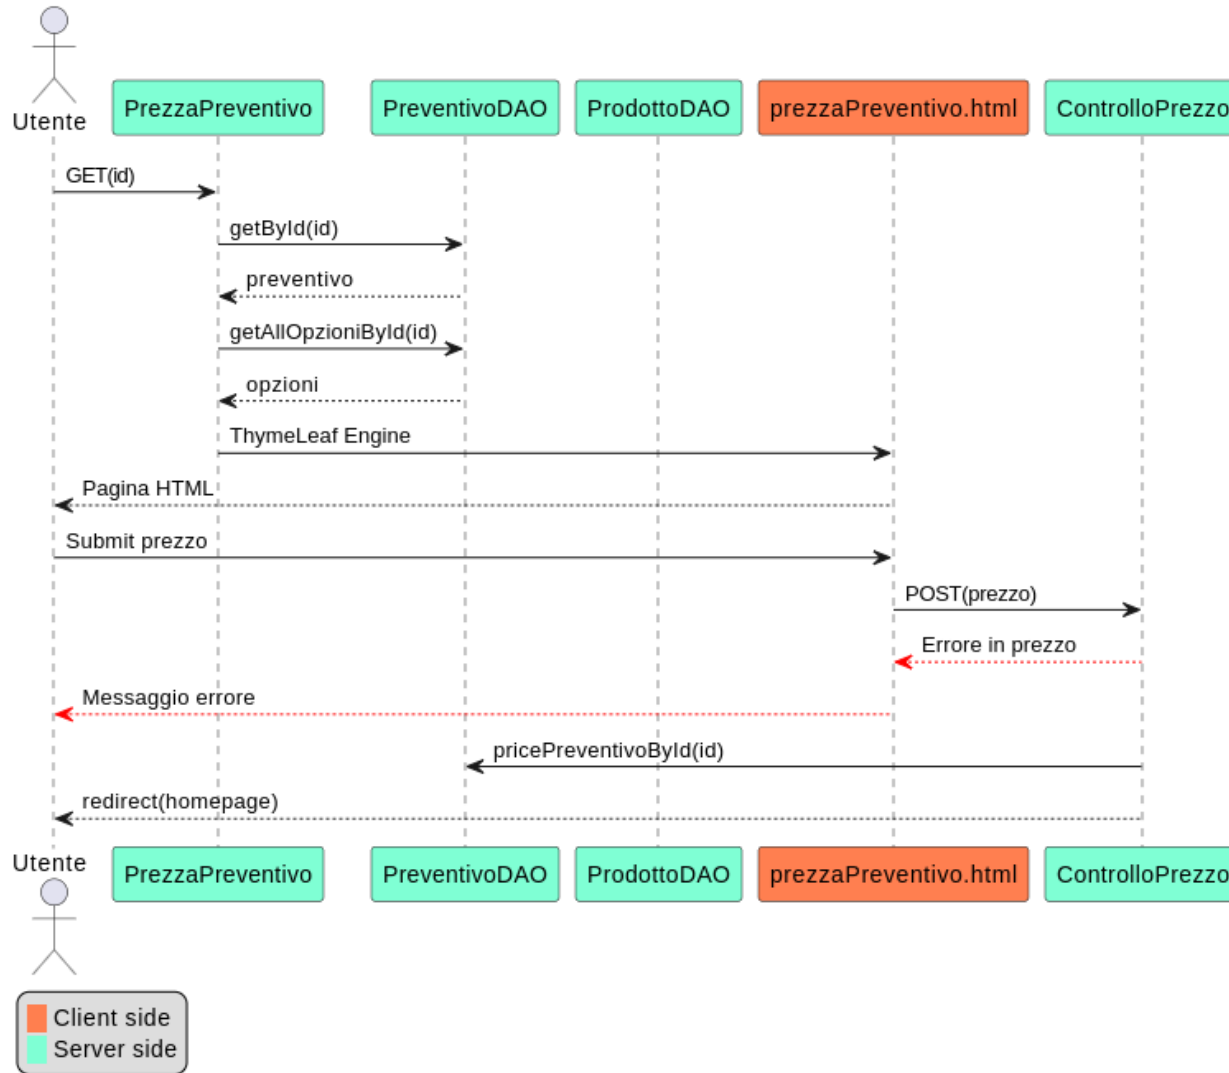 Utente
PrezzaPreventivo
PreventivoDAO
ProdottoDAO
prezzaPreventivo.html
ControlloPrezzo
GET(id)
getById(id)
preventivo
getAllOpzioniById(id)
opzioni
ThymeLeaf Engine
Pagina HTML
Submit prezzo
POST(prezzo)
Errore in prezzo
Messaggio errore
pricePreventivoById(id)
redirect(homepage)
Utente
PrezzaPreventivo
PreventivoDAO
ProdottoDAO
prezzaPreventivo.html
ControlloPrezzo
Client side
Server side